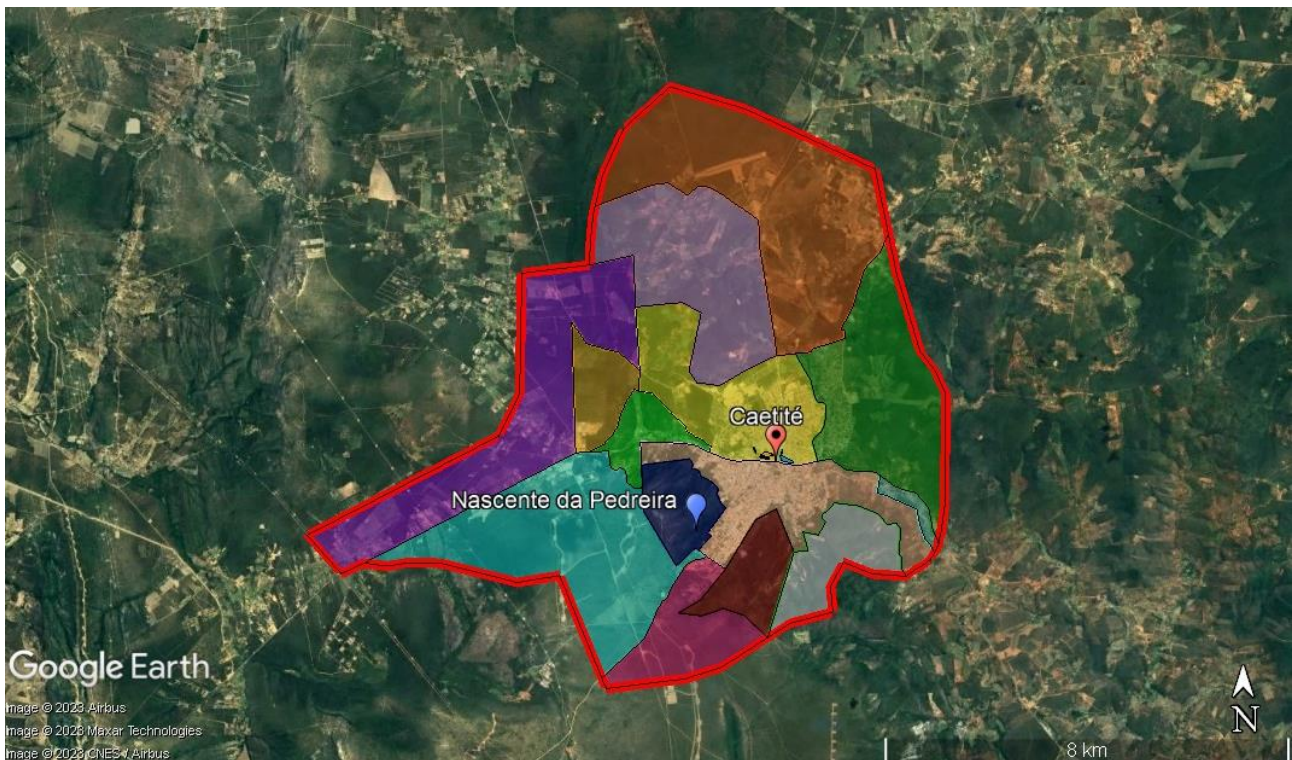 Caetité
Nascente da Pedreira
Google Earth
Image © 2023 Airbus
Image © 2023 Maxar Technologies
Image © 2023 CNES / Airbus
N
8 km